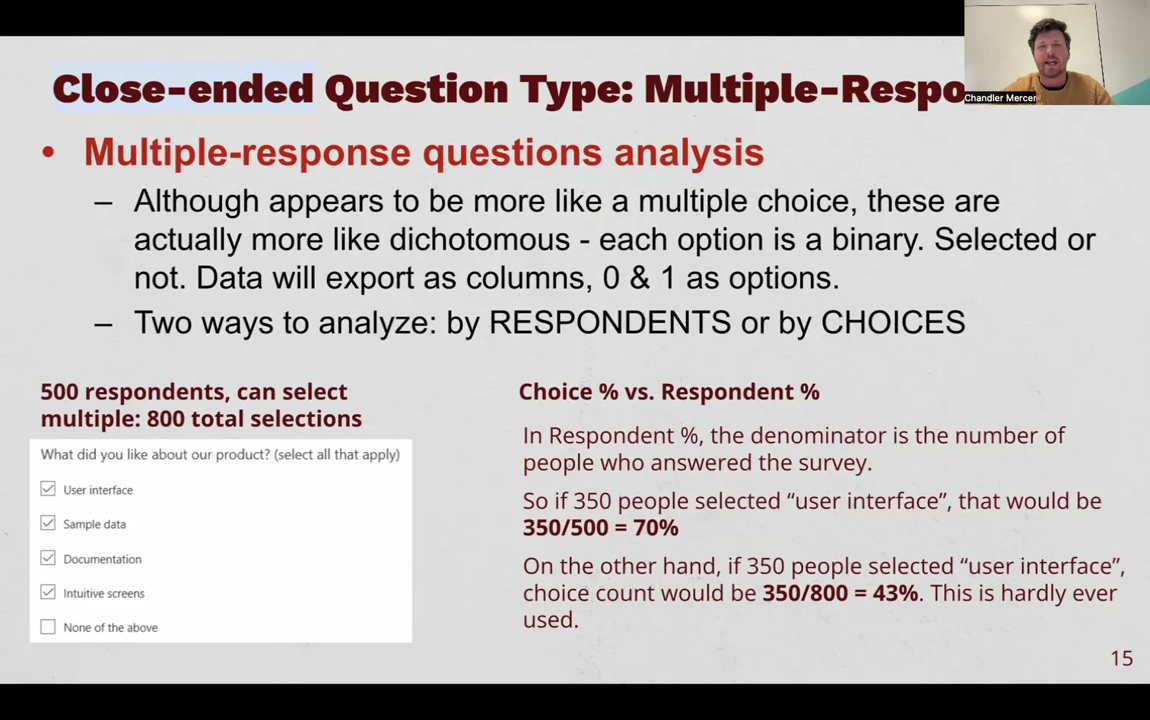 Close-ended Question Type: Multiple-Respo
Chandler Mercer
• Multiple-response questions analysis
– Although appears to be more like a multiple choice, these are
actually more like dichotomous - each option is a binary. Selected or
not. Data will export as columns, 0 & 1 as options.
– Two ways to analyze: by RESPONDENTS or by CHOICES
500 respondents, can select
multiple: 800 total selections
What did you like about our product? (select all that apply)
User interface
Sample data
Documentation
Intuitive screens
None of the above
Choice % vs. Respondent %
In Respondent %, the denominator is the number of
people who answered the survey.
So if 350 people selected “user interface”, that would be
350/500 = 70%
On the other hand, if 350 people selected “user interface”,
choice count would be 350/800 = 43%. This is hardly ever
used.
15